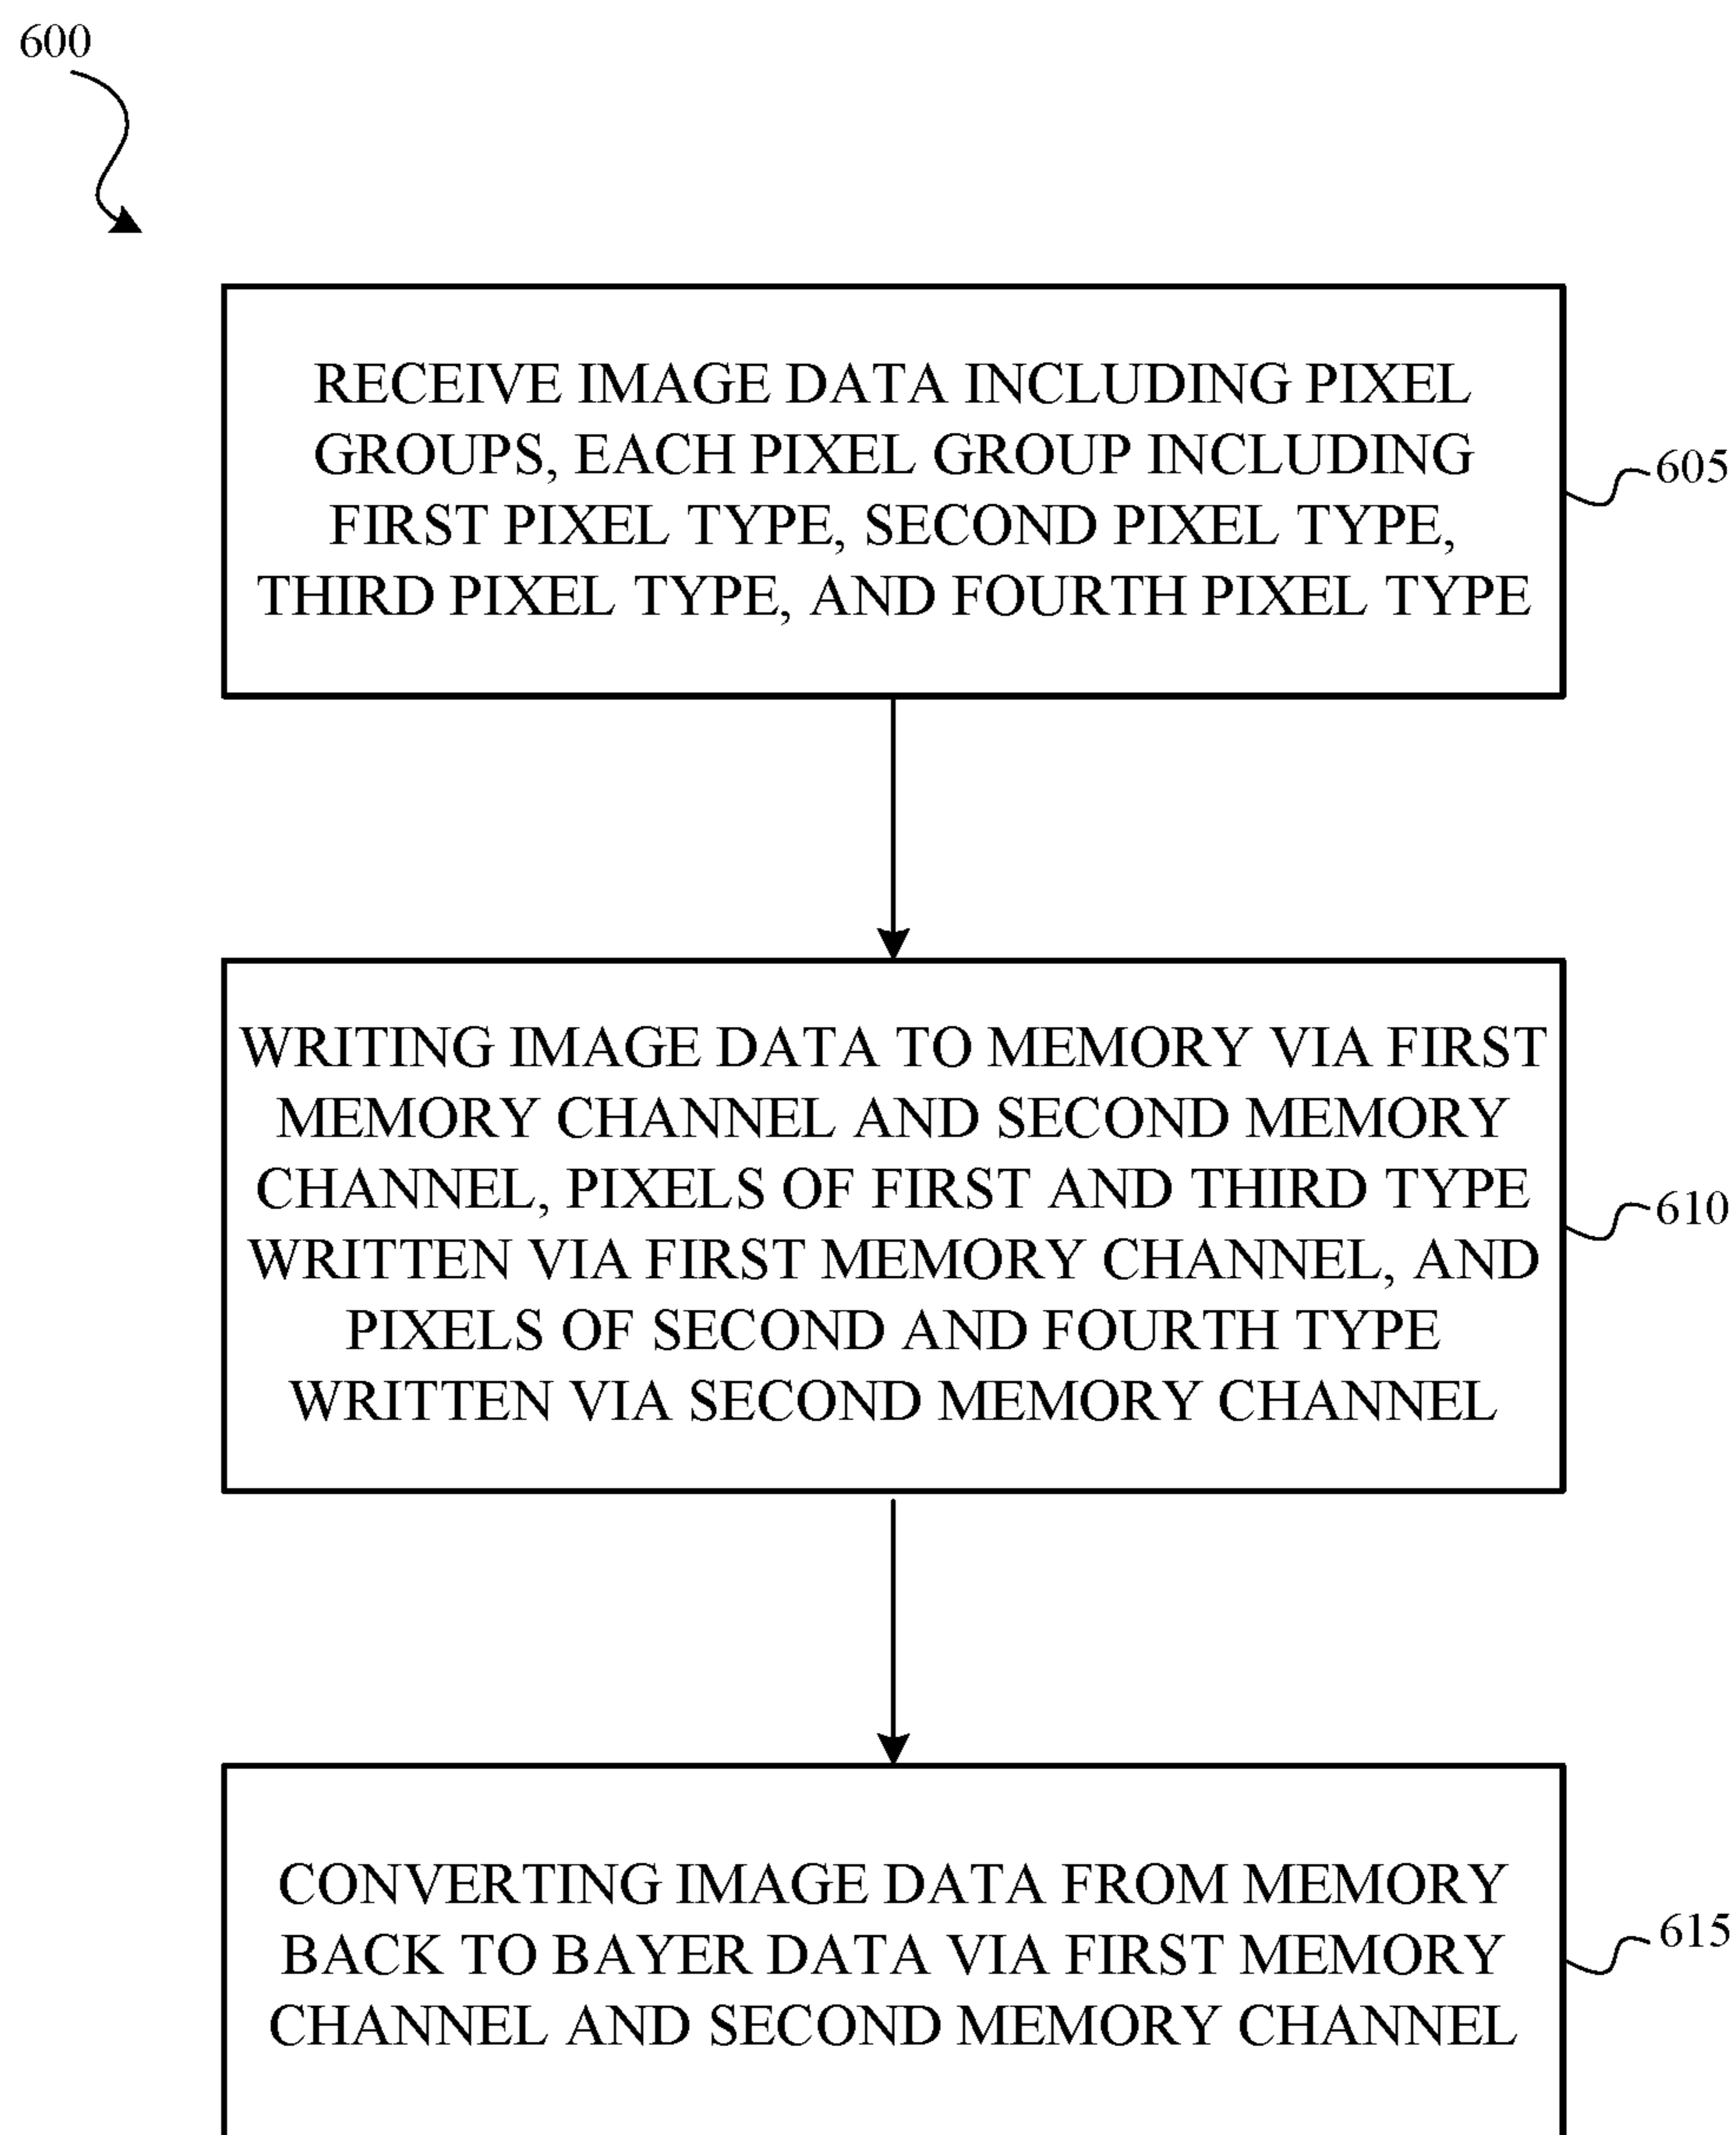 600
RECEIVE IMAGE DATA INCLUDING PIXEL
GROUPS, EACH PIXEL GROUP INCLUDING
FIRST PIXEL TYPE, SECOND PIXEL TYPE,
THIRD PIXEL TYPE, AND FOURTH PIXEL TYPE
605
WRITING IMAGE DATA TO MEMORY VIA FIRST
MEMORY CHANNEL AND SECOND MEMORY
CHANNEL, PIXELS OF FIRST AND THIRD TYPE
WRITTEN VIA FIRST MEMORY CHANNEL, AND
PIXELS OF SECOND AND FOURTH TYPE
WRITTEN VIA SECOND MEMORY CHANNEL
610
CONVERTING IMAGE DATA FROM MEMORY
BACK TO BAYER DATA VIA FIRST MEMORY
CHANNEL AND SECOND MEMORY CHANNEL
615